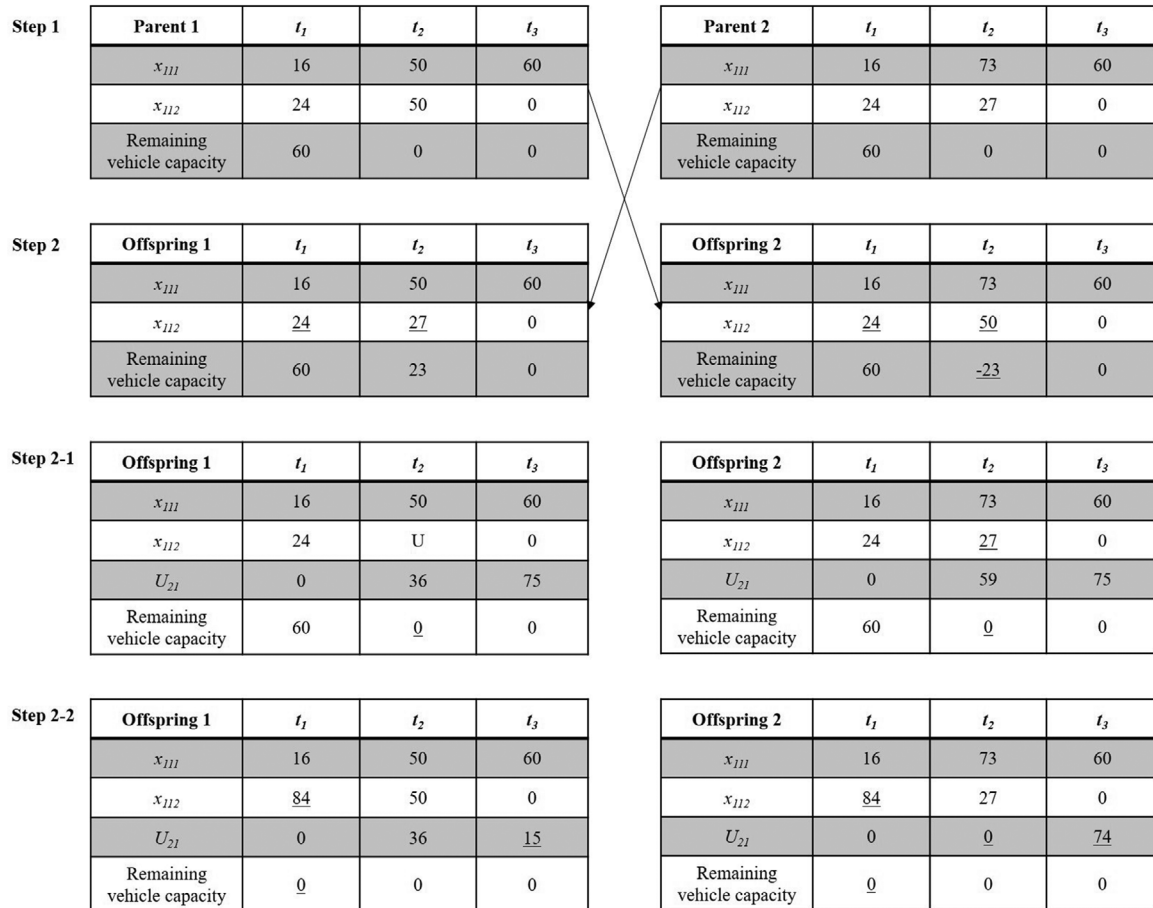 Step 1
Parent 1 t1 t2 t3
x111 16 50 60
x112 24 50 0
Remaining
vehicle capacity 60 0 0
Parent 2 t1 t2 t3
x111 16 73 60
x112 24 27 0
Remaining
vehicle capacity 60 0 0
Step 2
Offspring 1 t1 t2 t3
x111 16 50 60
x112 24 27 0
Remaining
vehicle capacity 60 23 0
Offspring 2 t1 t2 t3
x111 16 73 60
x112 24 50 0
Remaining
vehicle capacity 60 -23 0
Step 2-1
Offspring 1 t1 t2 t3
x111 16 50 60
x112 24 U 0
U21 0 36 75
Remaining
vehicle capacity 60 0 0
Offspring 2 t1 t2 t3
x111 16 73 60
x112 24 27 0
U21 0 59 75
Remaining
vehicle capacity 60 0 0
Step 2-2
Offspring 1 t1 t2 t3
x111 16 50 60
x112 84 50 0
U21 0 36 15
Remaining
vehicle capacity 0 0 0
Offspring 2 t1 t2 t3
x111 16 73 60
x112 84 27 0
U21 0 0 74
Remaining
vehicle capacity 0 0 0